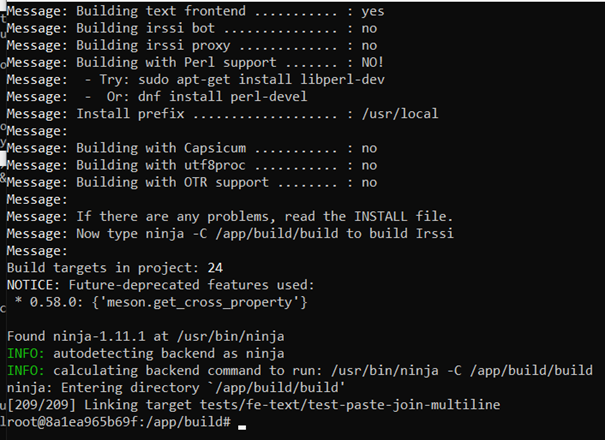 Message: Building text frontend ........... : yes
Message: Building irssi bot .............. : no
Message: Building irssi proxy ............ : no
Message: Building with Perl support ....... : NO!
Message:  - Try: sudo apt-get install libperl-dev
Message:  -  Or: dnf install perl-devel
Message: Install prefix ................... : /usr/local
Message:
Message: Building with Capsicum ........... : no
Message: Building with utf8proc ........... : no
Message: Building with OTR support ........ : no
Message:
Message: If there are any problems, read the INSTALL file.
Message: Now type ninja -C /app/build/build to build Irssi
Message:
Build targets in project: 24
NOTICE: Future-deprecated features used:
 * 0.58.0: {'meson.get_cross_property'}

Found ninja-1.11.1 at /usr/bin/ninja
INFO: autodetecting backend as ninja
INFO: calculating backend command to run: /usr/bin/ninja -C /app/build/build
ninja: Entering directory `/app/build/build'
[209/209] Linking target tests/fe-text/test-paste-join-multiline
root@8a1ea965b69f:/app/build#